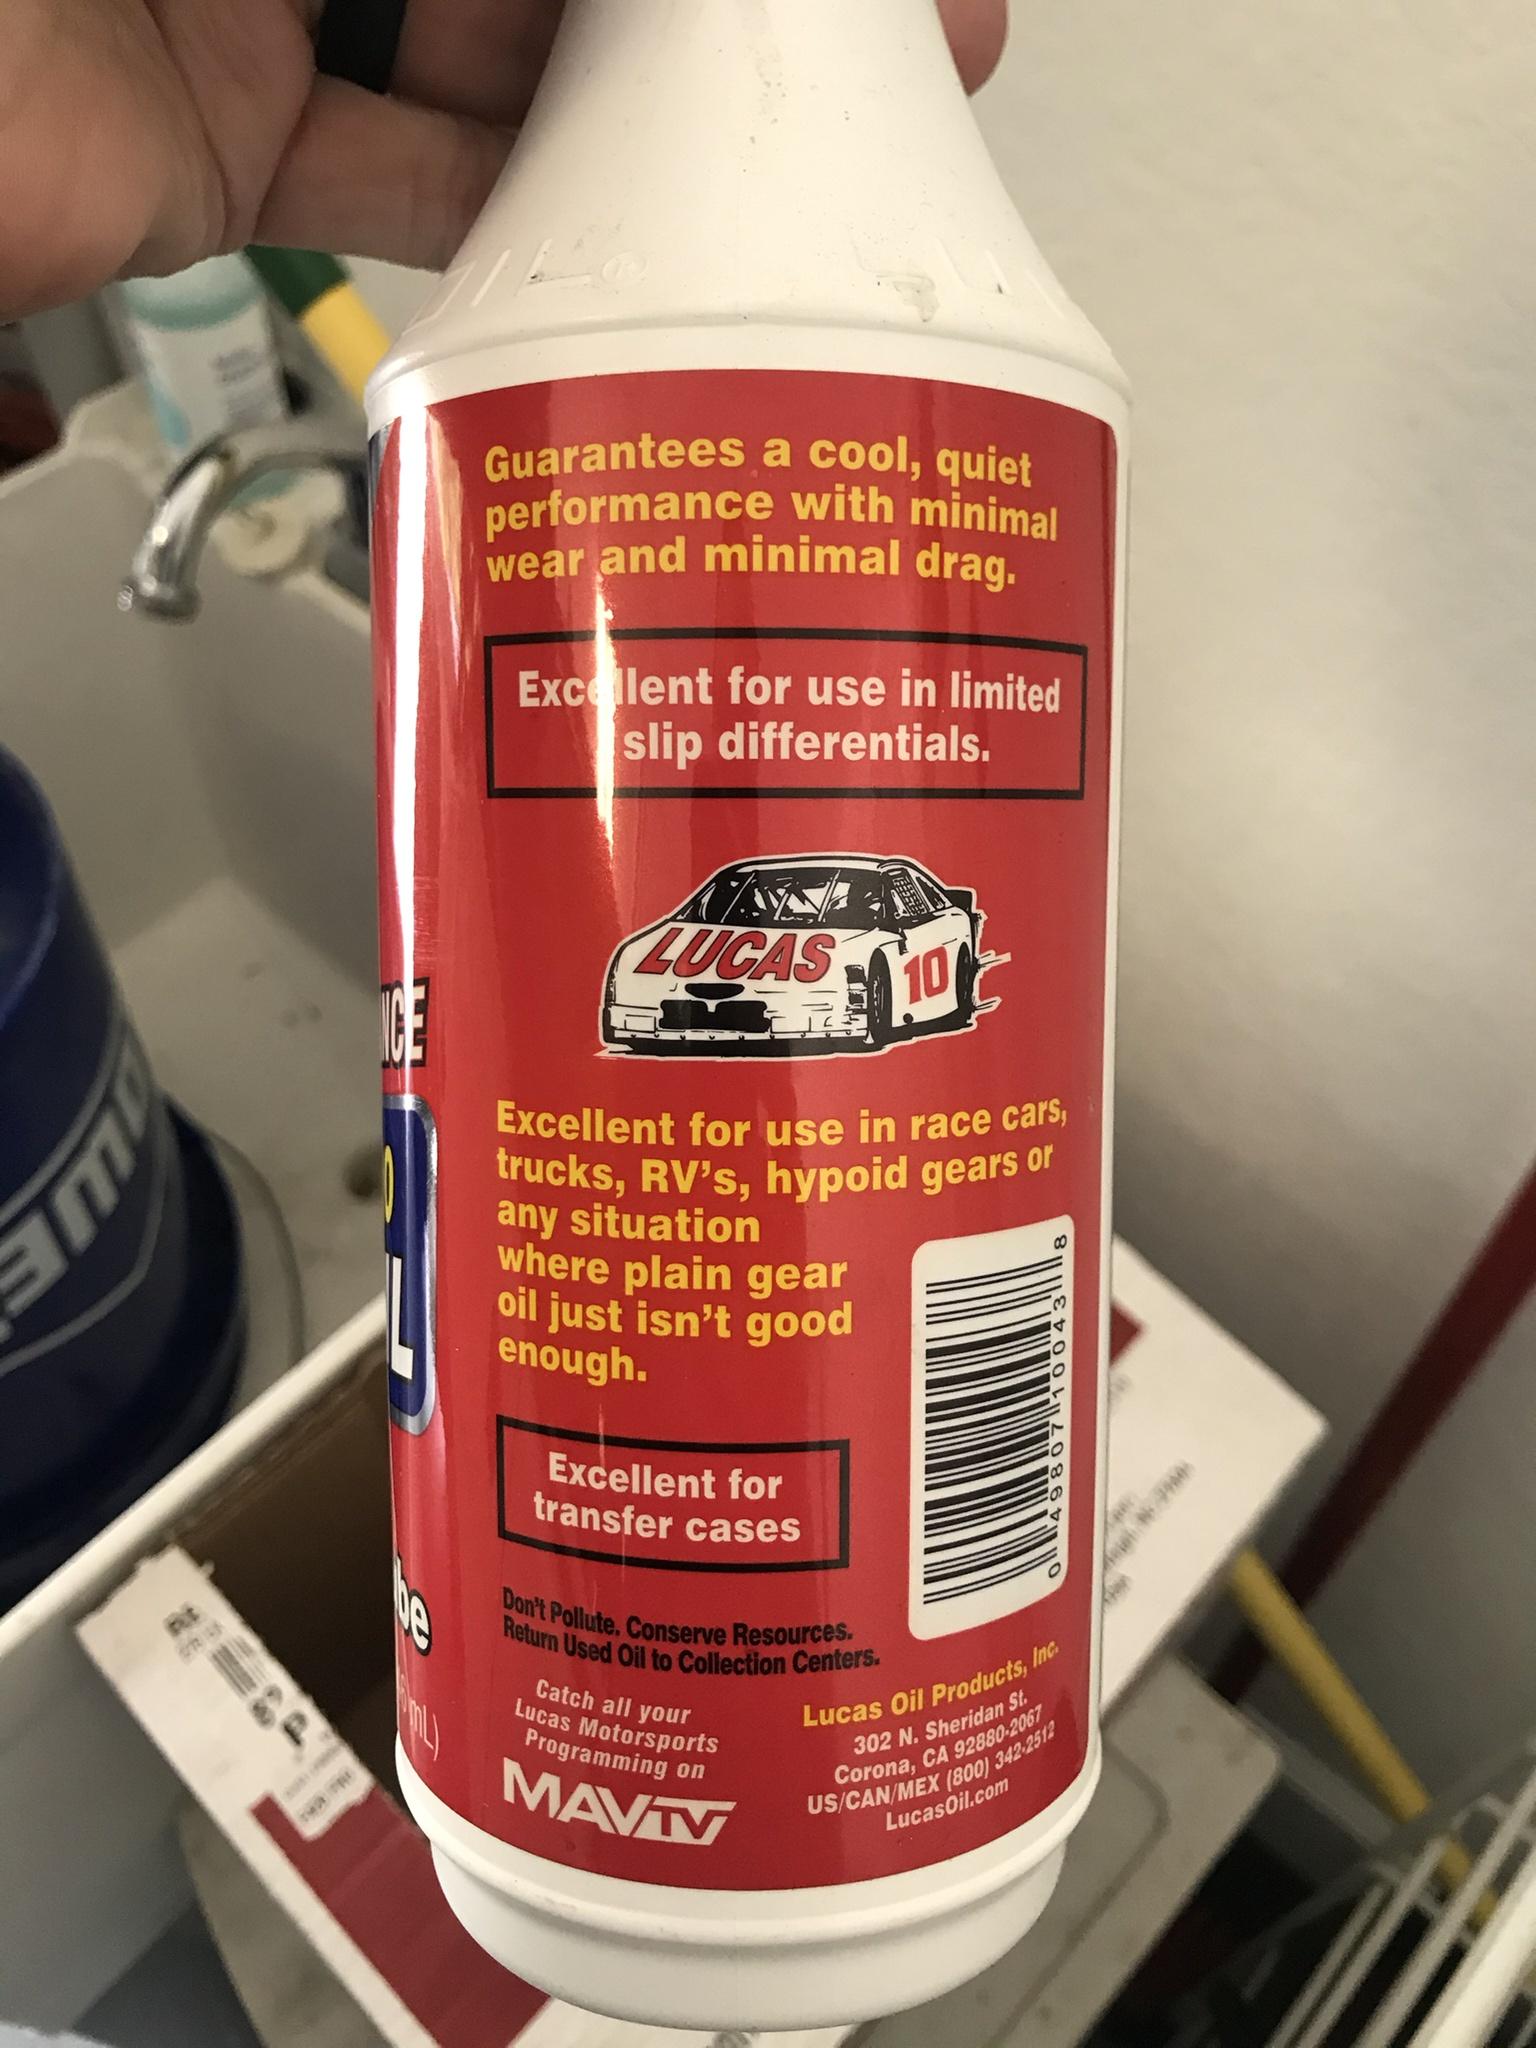 Guarantees a cool, quiet
performance with minimal
wear and minimal drag.
Excellent for use in limited
slip differentials.
LUCAS
10
Excellent for use in race cars,
trucks, RV's, hypoid gears or
any situation
where plain gear
oil just isn't good
enough.
Excellent for
transfer cases
0 49807 10043 8
Don't Pollute. Conserve Resources.
Return Used Oil to Collection Centers.
Catch all your
Lucas Motorsports
Programming on
MAVTV
Lucas Oil Products, Inc.
302 N. Sheridan St.
Corona, CA 92880-2067
US/CAN/MEX (800) 342-2512
LucasOil.com